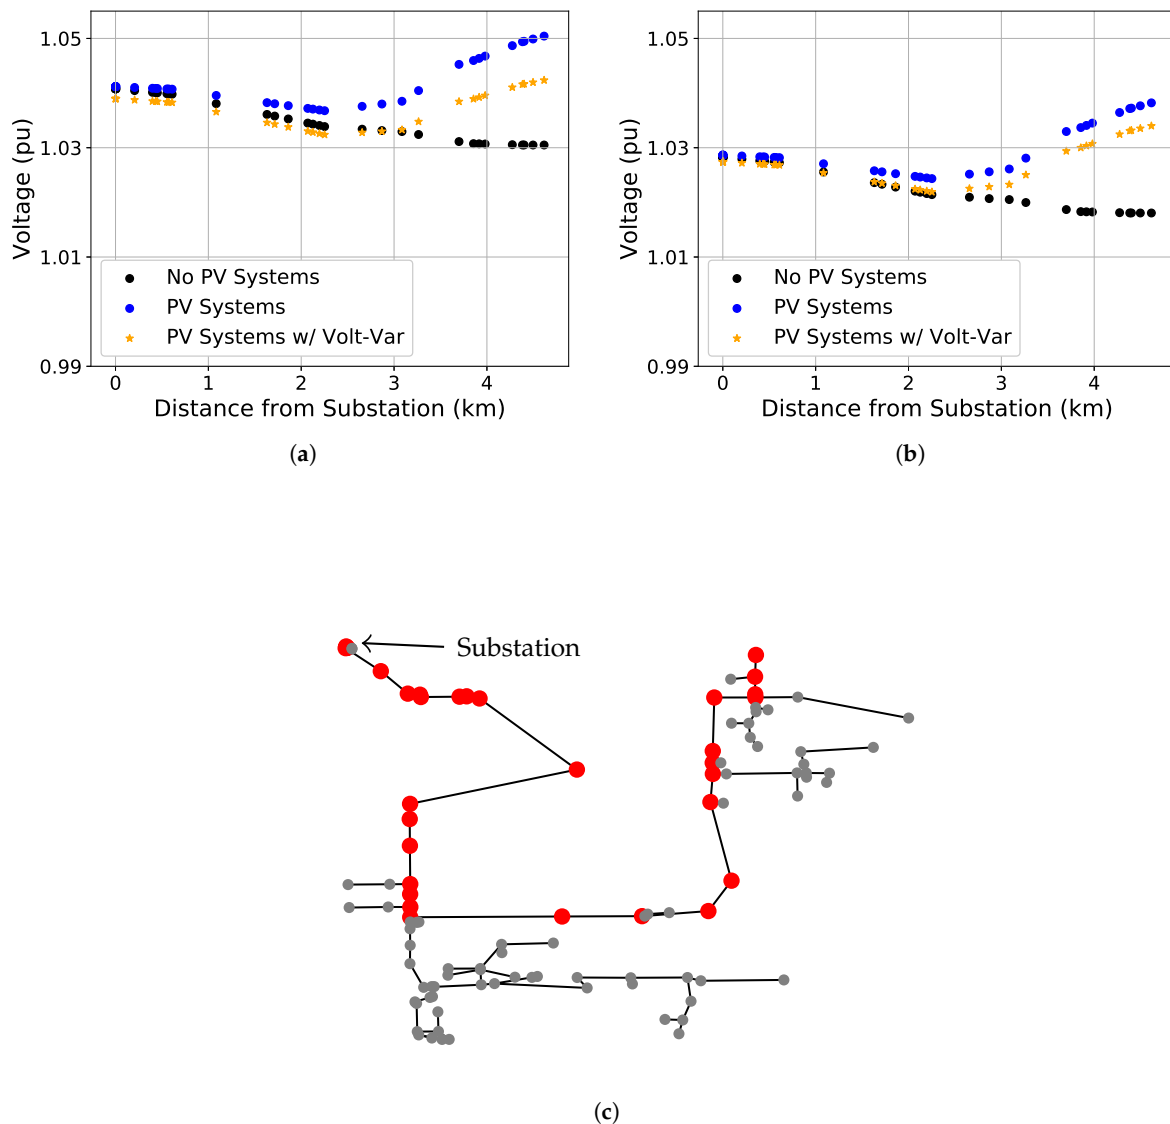 1.05
1.03
1.01
0.99
Voltage (pu)
No PV Systems
PV Systems
PV Systems w/ Volt-Var
0 1 2 3 4
Distance from Substation (km)
(a)
1.05
1.03
1.01
0.99
Voltage (pu)
No PV Systems
PV Systems
PV Systems w/ Volt-Var
0 1 2 3 4
Distance from Substation (km)
(b)
Substation
(c)